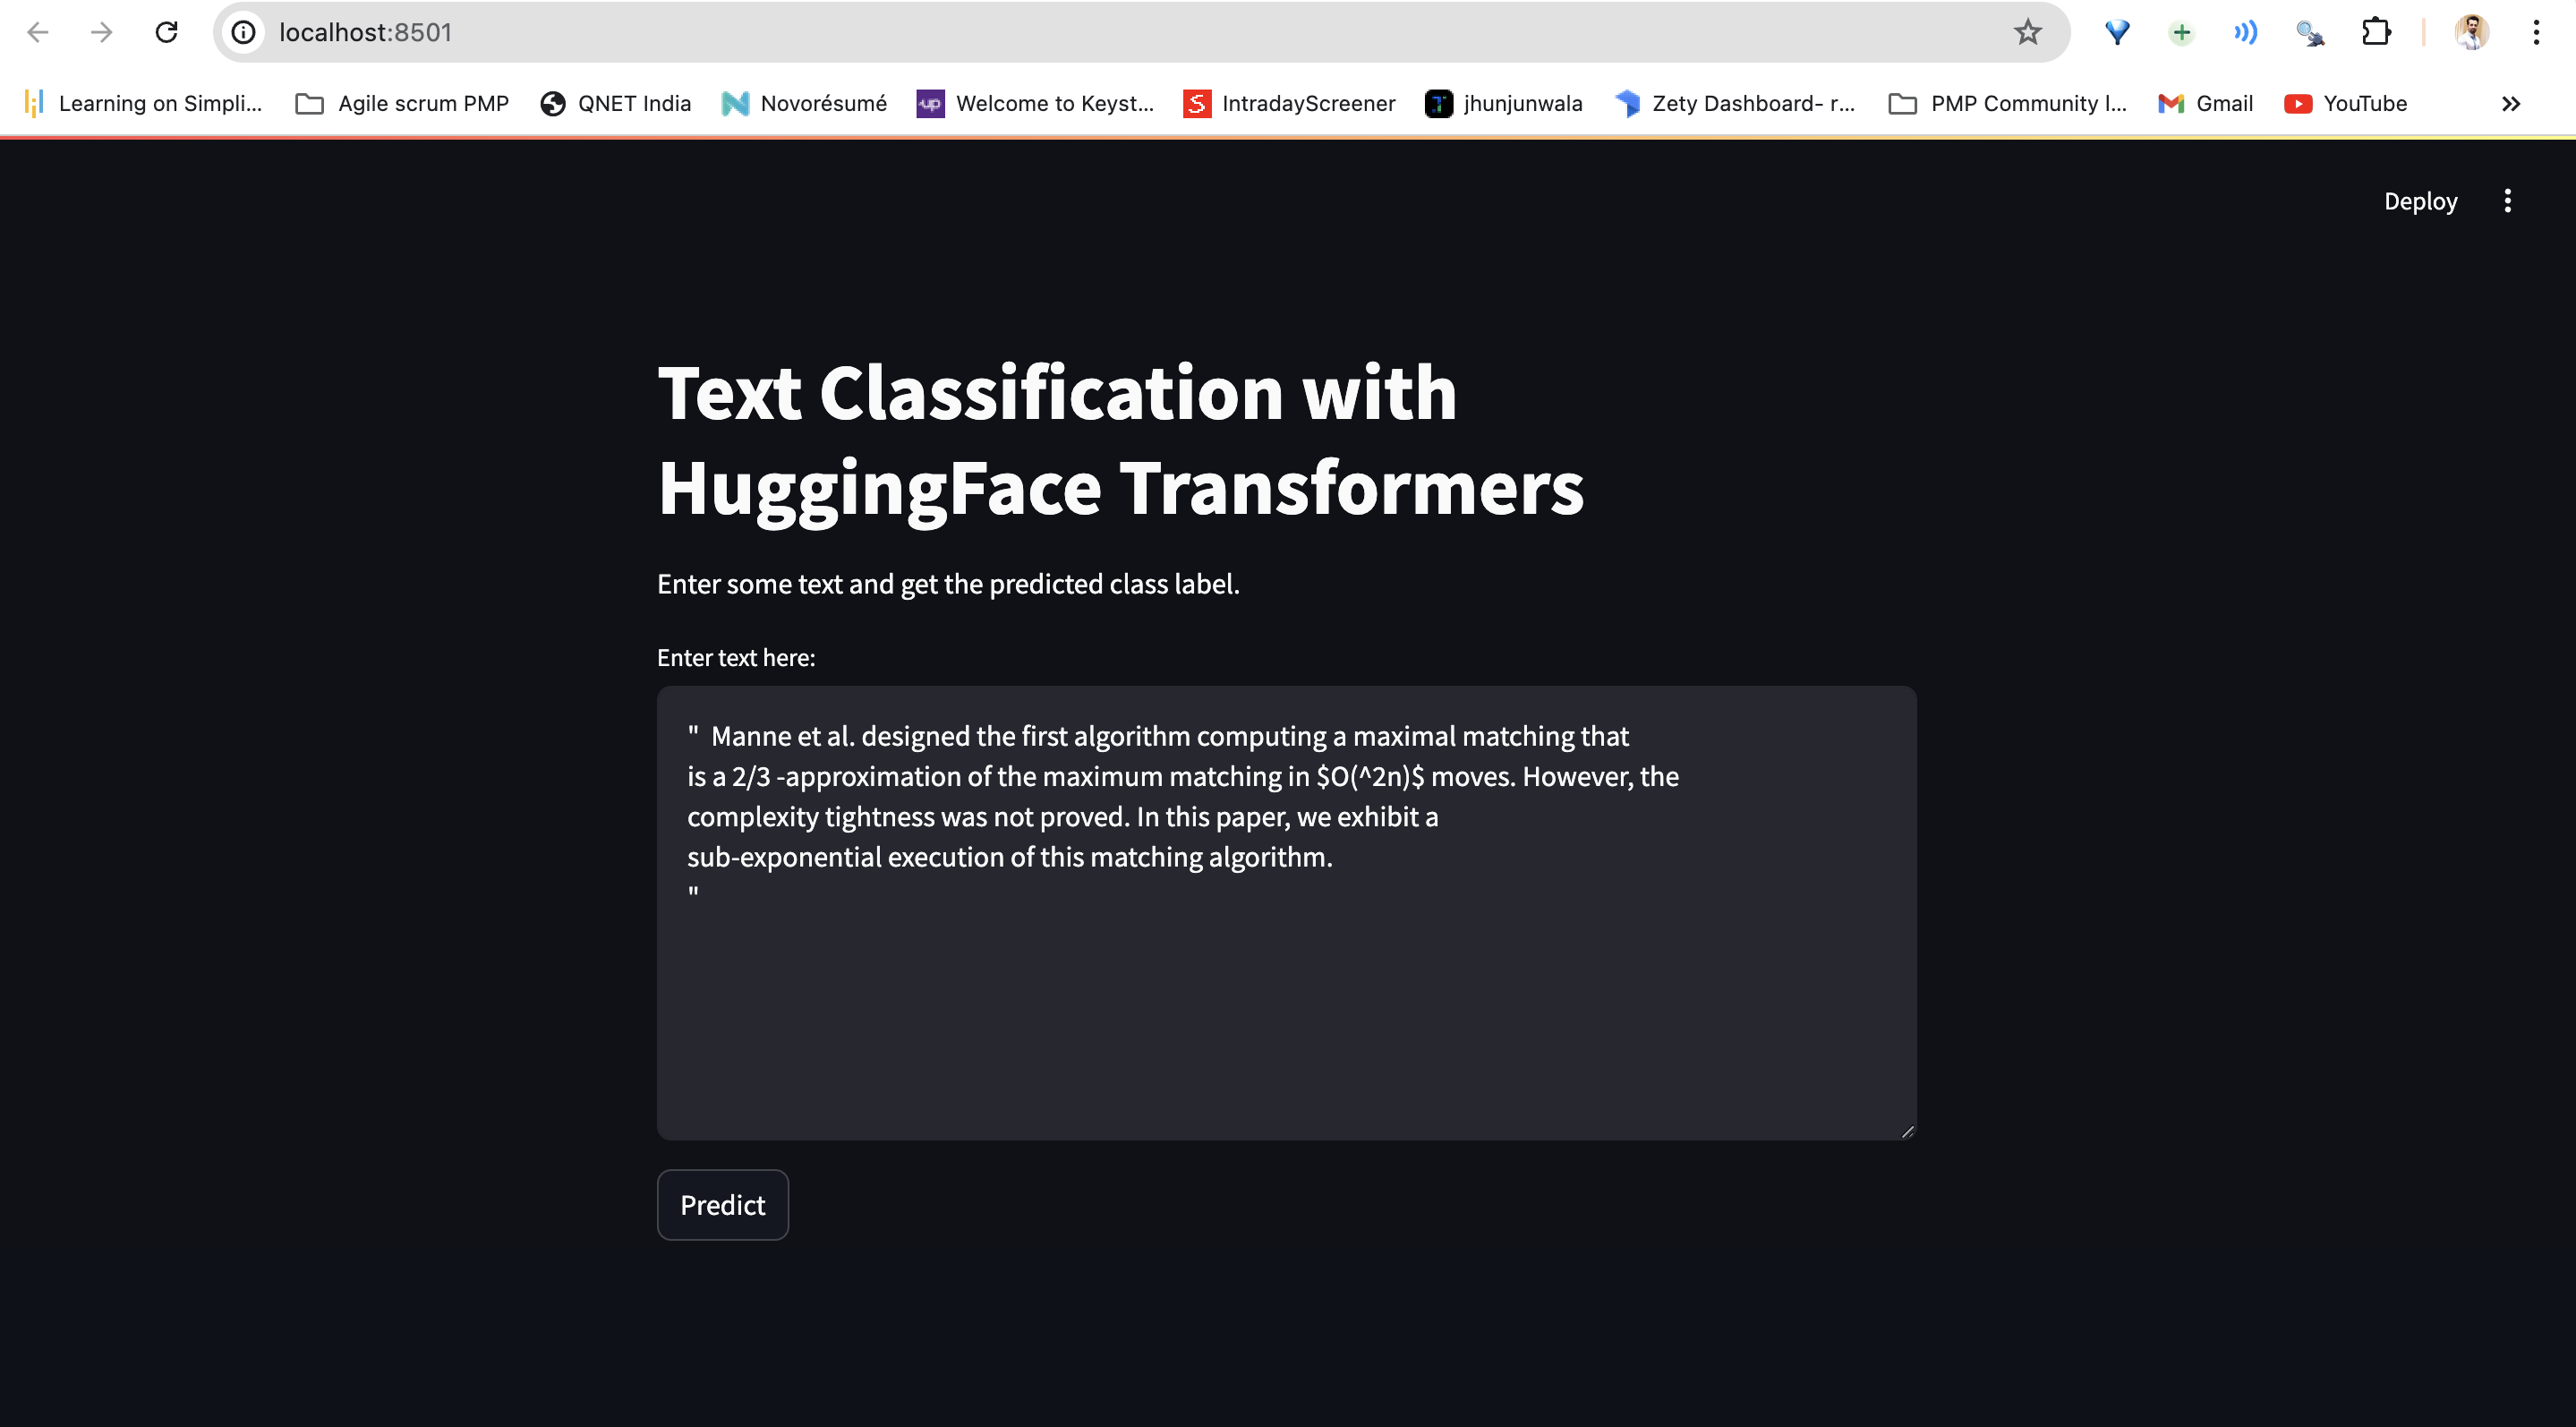 localhost:8501
Learning on Simpli...
Agile scrum PMP
QNET India
Novorésumé
up
Welcome to Keyst...
S
IntradayScreener
jhunjunwala
Zety Dashboard- r...
PMP Community l...
Gmail
YouTube
Deploy
Text Classification with
HuggingFace Transformers
Enter some text and get the predicted class label.
Enter text here:
"  Manne et al. designed the first algorithm computing a maximal matching that
is a 2/3 -approximation of the maximum matching in $O(^2n)$ moves. However, the
complexity tightness was not proved. In this paper, we exhibit a
sub-exponential execution of this matching algorithm.
"
Predict